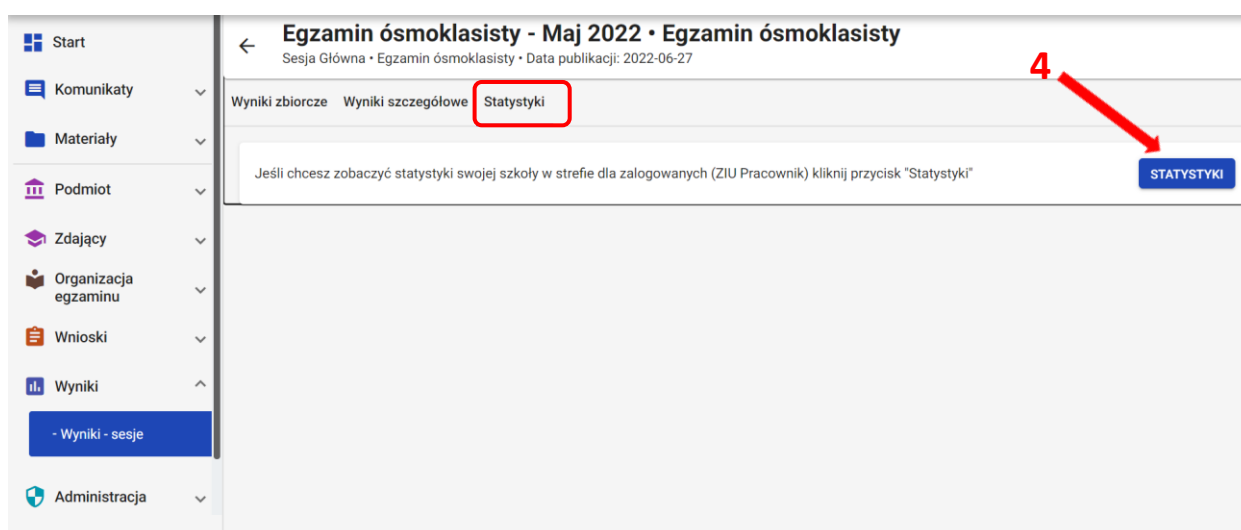 Start
Komunikaty
Materiały
Podmiot
Zdający
Organizacja
egzaminu
Wnioski
Wyniki
- Wyniki - sesje
Administracja
Egzamin ósmoklasisty - Maj 2022 • Egzamin ósmoklasisty
Sesja Główna • Egzamin ósmoklasisty • Data publikacji: 2022-06-27
4
Wyniki zbiorcze Wyniki szczegółowe Statystyki
Jeśli chcesz zobaczyć statystyki swojej szkoły w strefie dla zalogowanych (ZIU Pracownik) kliknij przycisk "Statystyki"
STATYSTYKI